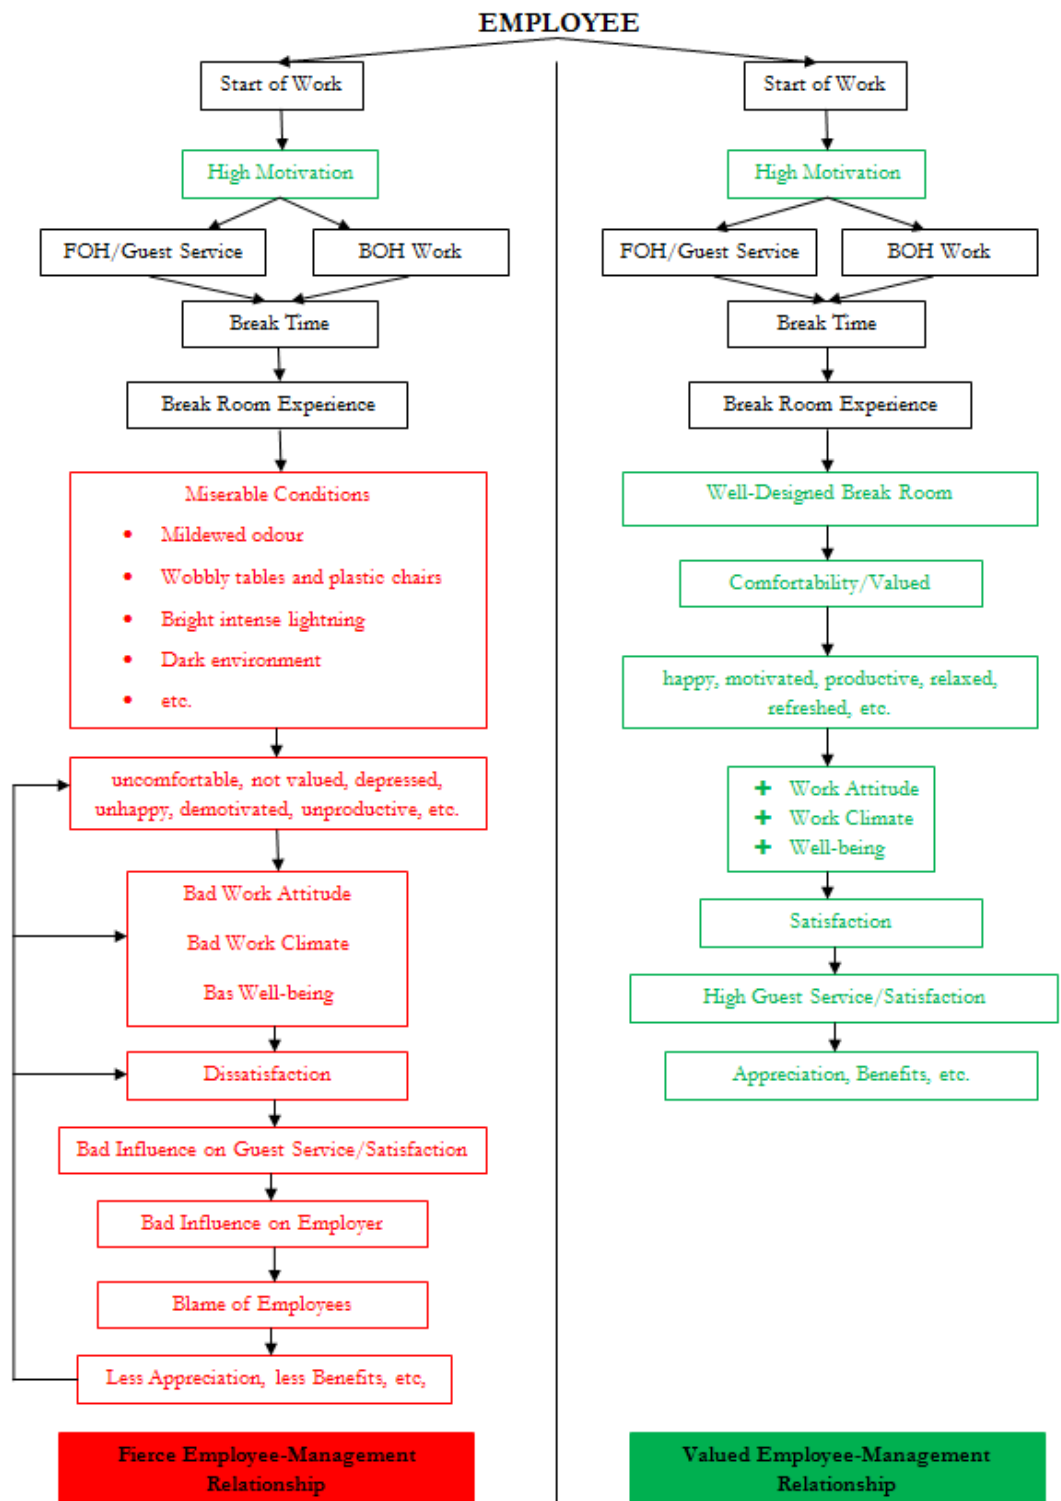 EMPLOYEE
Start of Work
High Motivation
FOH/Guest Service
BOH Work
Break Time
Break Room Experience
Miserable Conditions
• Mildewed odour
• Wobbly tables and plastic chairs
• Bright intense lightning
• Dark environment
• etc.
uncomfortable, not valued, depressed,
unhappy, demotivated, unproductive, etc.
Bad Work Attitude
Bad Work Climate
Bas Well-being
Dissatisfaction
Bad Influence on Guest Service/Satisfaction
Bad Influence on Employer
Blame of Employees
Less Appreciation, less Benefits, etc,
Fierce Employee-Management
Relationship
Start of Work
High Motivation
FOH/Guest Service
BOH Work
Break Time
Break Room Experience
Well-Designed Break Room
Comfortability/Valued
happy, motivated, productive, relaxed,
refreshed, etc.
+ Work Attitude
+ Work Climate
+ Well-being
Satisfaction
High Guest Service/Satisfaction
Appreciation, Benefits, etc.
Valued Employee-Management
Relationship